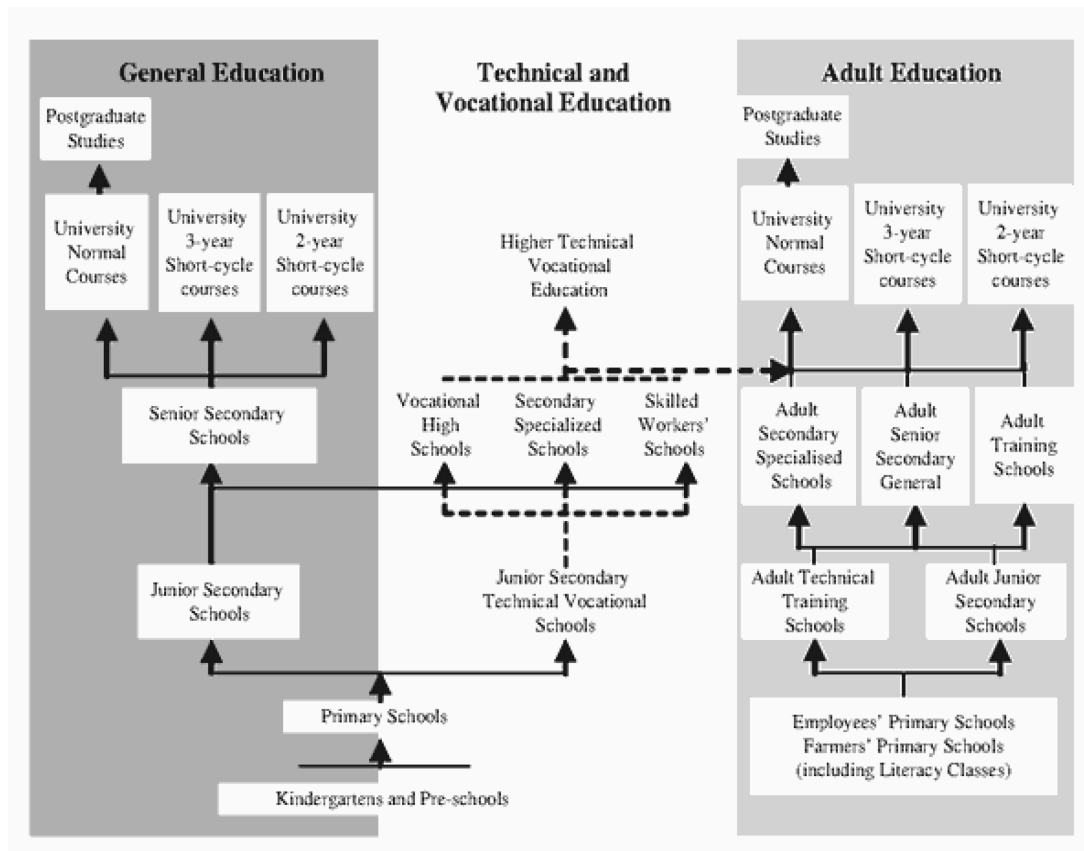 General Education
Postgraduate
Studies
University
Normal
Courses
University
3-year
Short-cycle
courses
University
2-year
Short-cycle
courses
Senior Secondary
Schools
Junior Secondary
Schools
Primary Schools
Kindergartens and Pre-schools
Technical and
Vocational Education
Higher Technical
Vocational
Education
Vocational
High
Schools
Secondary
Specialized
Schools
Skilled
Workers'
Schools
Junior Secondary
Technical Vocational
Schools
Adult Education
Postgraduate
Studies
University
Normal
Courses
University
3-year
Short-cycle
courses
University
2-year
Short-cycle
courses
Adult
Secondary
Specialised
Schools
Adult
Senior
Secondary
General
Adult
Training
Schools
Adult Technical
Training
Schools
Adult Junior
Secondary
Schools
Employees' Primary Schools
Farmers' Primary Schools
(including Literacy Classes)